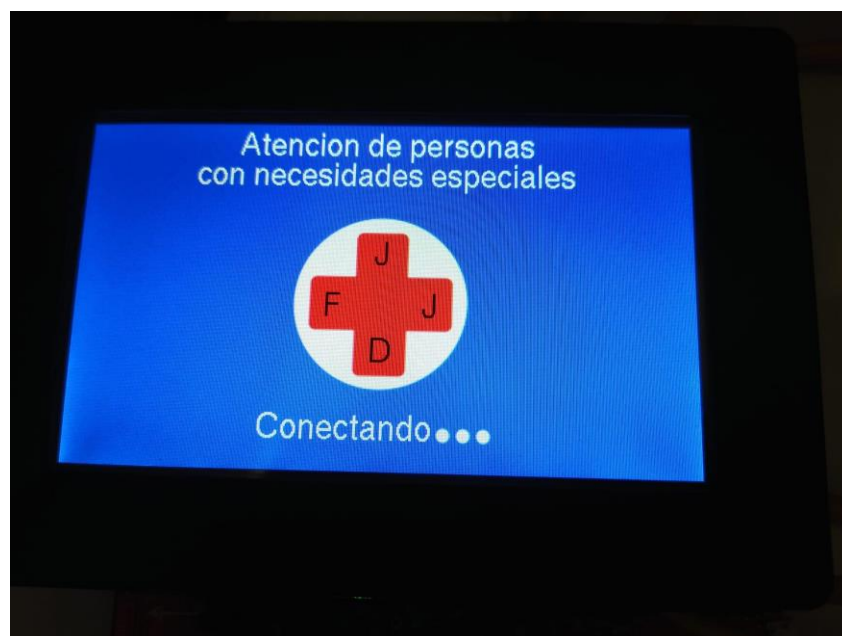 Atencion de personas
con necesidades especiales
J
F J
D
Conectando...